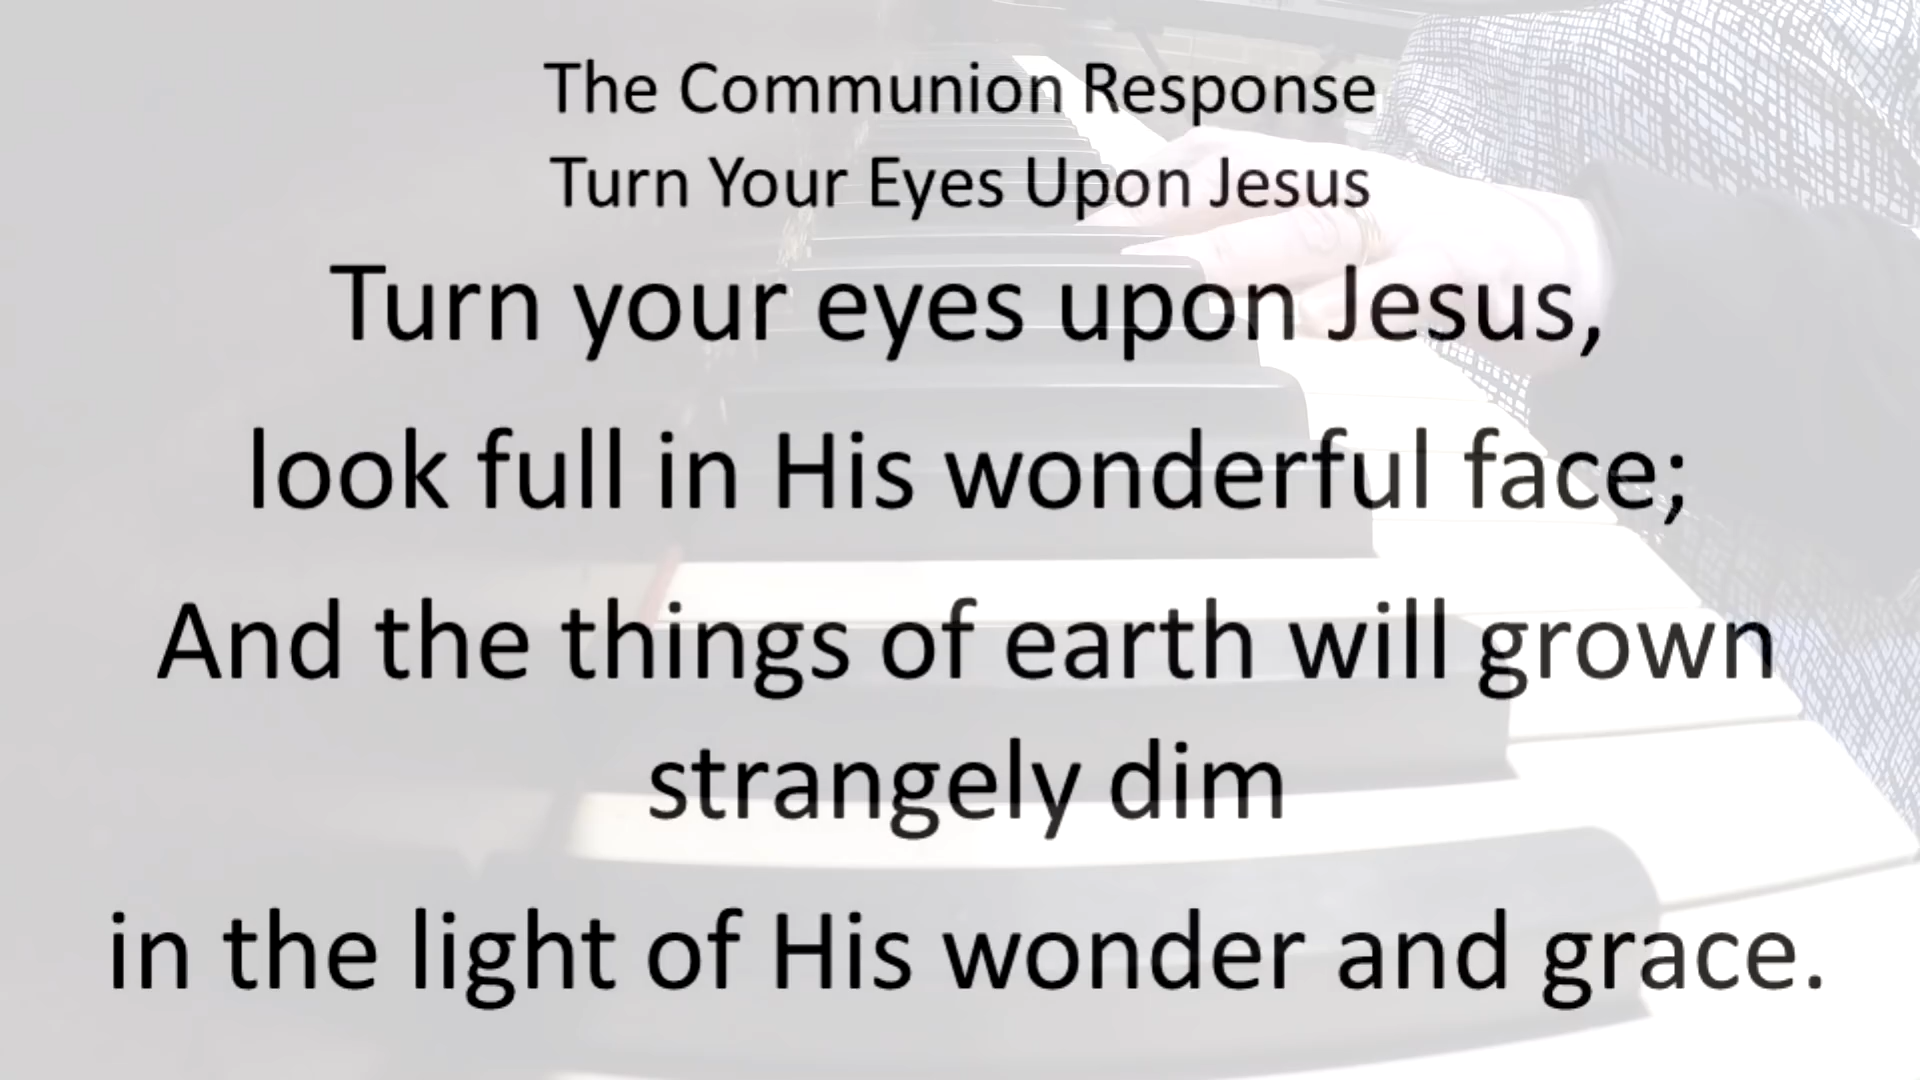 The Communion Response
Turn Your Eyes Upon Jesus
Turn your eyes upon Jesus,
look full in His wonderful face;
And the things of earth will grown
strangely dim
in the light of His wonder and grace.